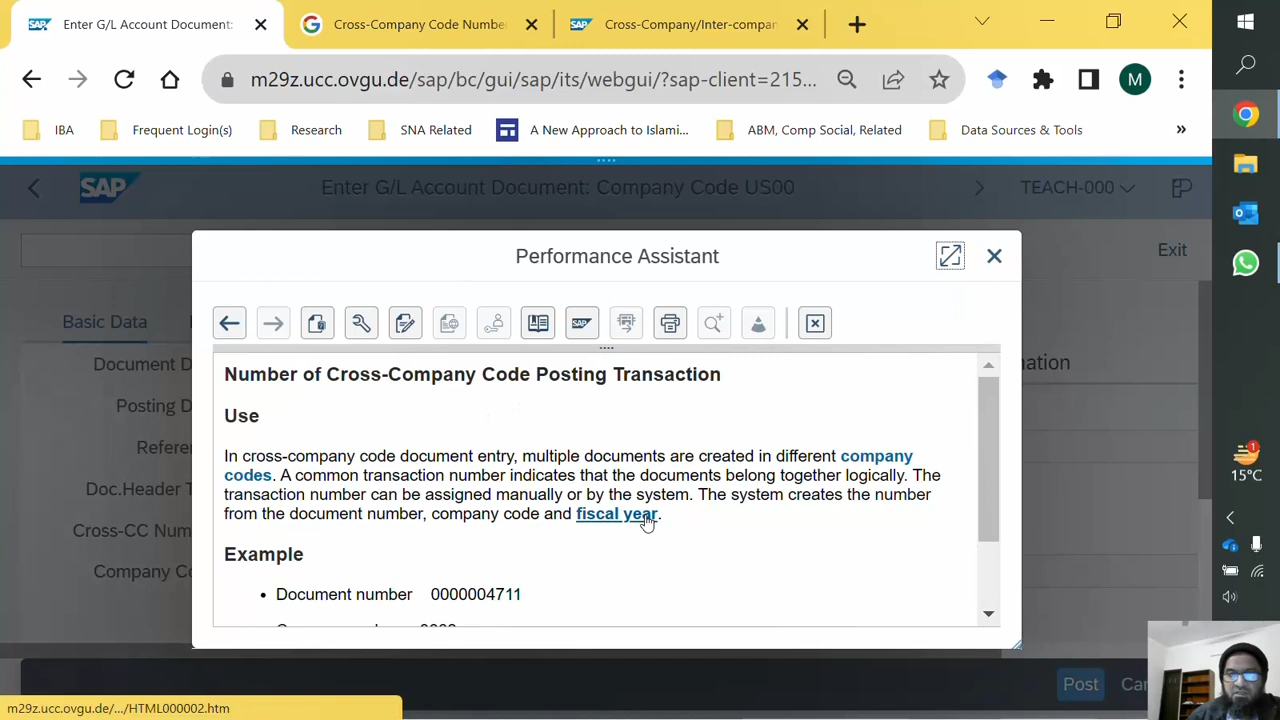 SAP Enter G/L Account Document:
Cross-Company Code Numbe
SAP Cross-Company/Inter-compan
m29z.ucc.ovgu.de/sap/bc/gui/sap/its/webgui/?sap-client=215...
M
IBA Frequent Login(s) Research SNA Related A New Approach to Islami... ABM, Comp Social, Related Data Sources & Tools »
SAP Enter G/L Account Document: Company Code US00 TEACH-000
Exit
Performance Assistant
Basic Data
Number of Cross-Company Code Posting Transaction
Document D
mation
Posting D
Use
Referen
In cross-company code document entry, multiple documents are created in different company
codes. A common transaction number indicates that the documents belong together logically. The
Doc.Header T
transaction number can be assigned manually or by the system. The system creates the number
from the document number, company code and fiscal year.
Cross-CC Num
Example
Company Co
• Document number 0000004711
Post Can
m29z.ucc.ovgu.de/.../HTML000002.htm
1
15°C